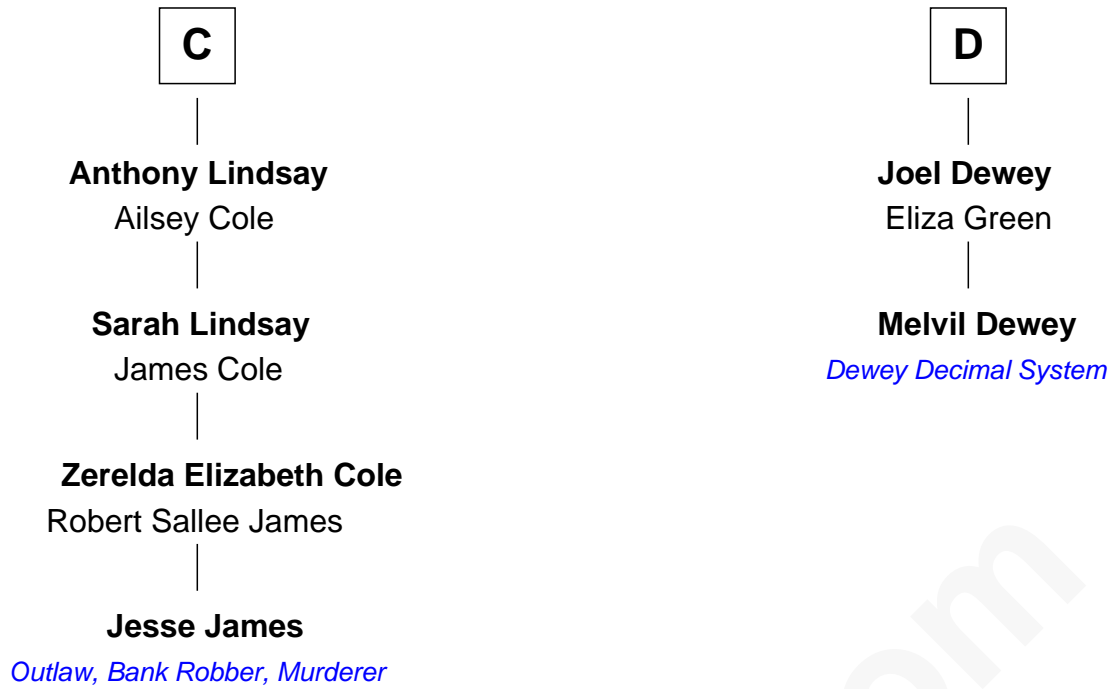 C
Anthony Lindsay
Ailsey Cole
Sarah Lindsay
James Cole
Zerelda Elizabeth Cole
Robert Sallee James
Jesse James
Outlaw, Bank Robber, Murderer
D
Joel Dewey
Eliza Green
Melvil Dewey
Dewey Decimal System
om